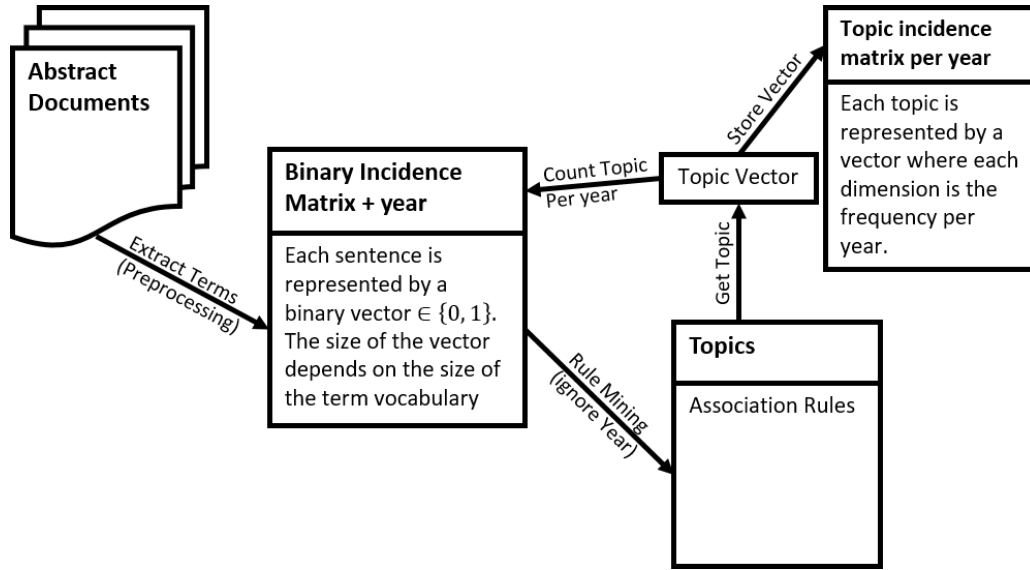 Abstract
Documents
Extract Terms
(Preprocessing)
Binary Incidence
Matrix + year
Each sentence is
represented by a
binary vector ∈ {0, 1}.
The size of the vector
depends on the size of
the term vocabulary
Rule Mining
(ignore Year)
Topics
Association Rules
Get Topic
Topic Vector
Count Topic
Per year
Store Vector
Topic incidence
matrix per year
Each topic is
represented by a
vector where each
dimension is the
frequency per
year.